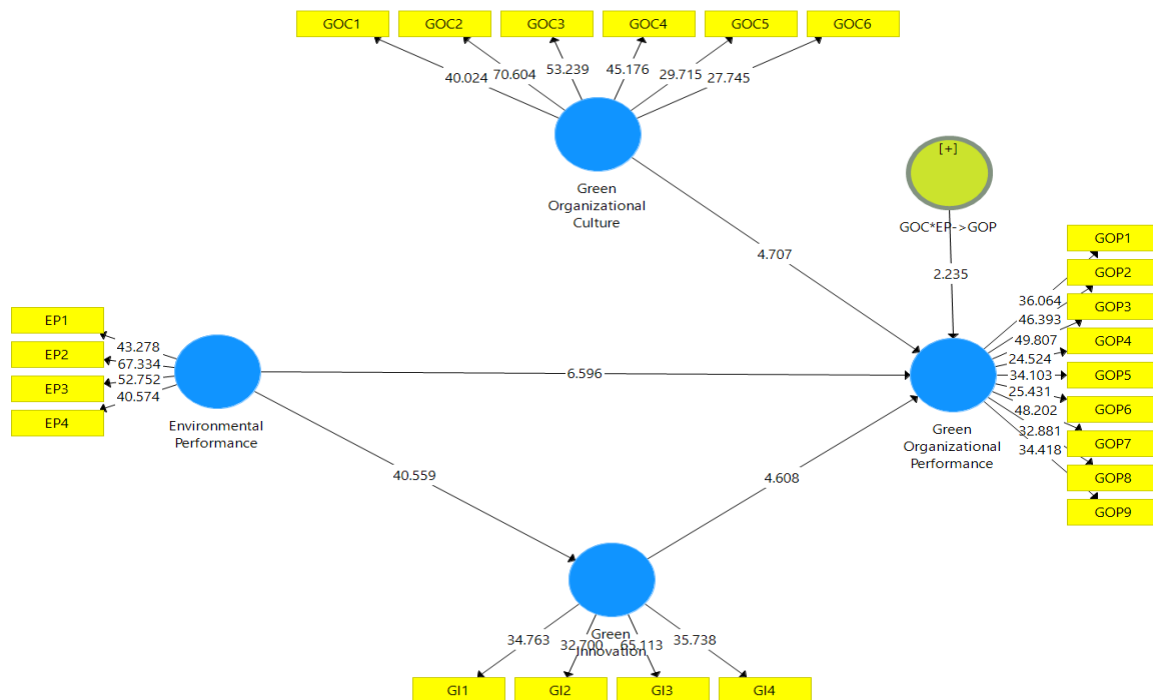 GOC1 GOC2 GOC3 GOC4 GOC5 GOC6
40.024 70.604 53.239 45.176 29.715 27.745
Green
Organizational
Culture
[+]
GOC*EP->GOP
4.707
2.235
GOP1
GOP2
GOP3
GOP4
GOP5
GOP6
GOP7
GOP8
GOP9
36.064
46.393
49.807
24.524
34.103
25.431
48.202
32.881
34.418
Green
Organizational
Performance
EP1
EP2
EP3
EP4
43.278
67.334
52.752
40.574
Environmental
Performance
6.596
40.559
4.608
Green
Innovation
34.763 32.700 65.113 35.738
GI1 GI2 GI3 GI4